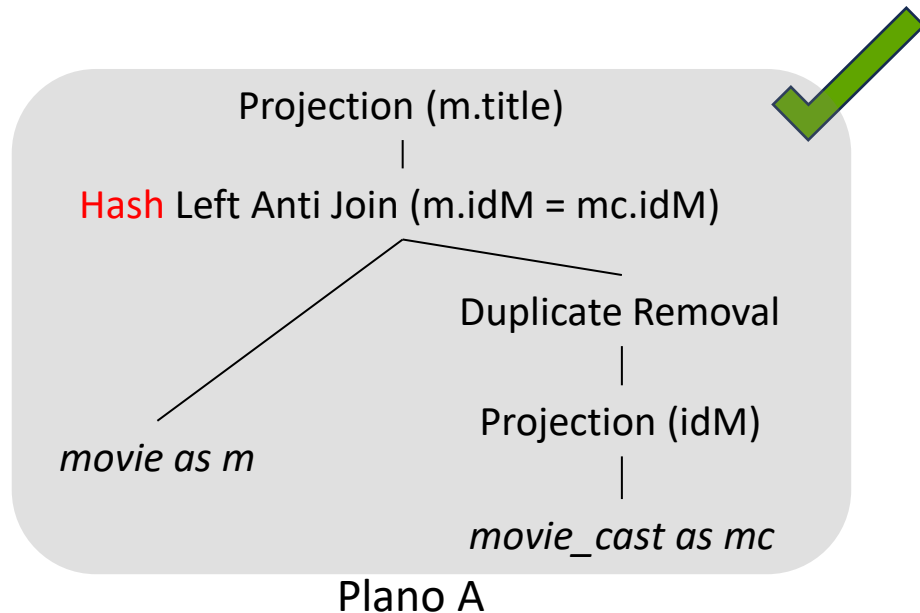 Projection (m.title)
Hash Left Anti Join (m.idM = mc.idM)
Duplicate Removal
Projection (idM)
movie as m
movie_cast as mc
Plano A